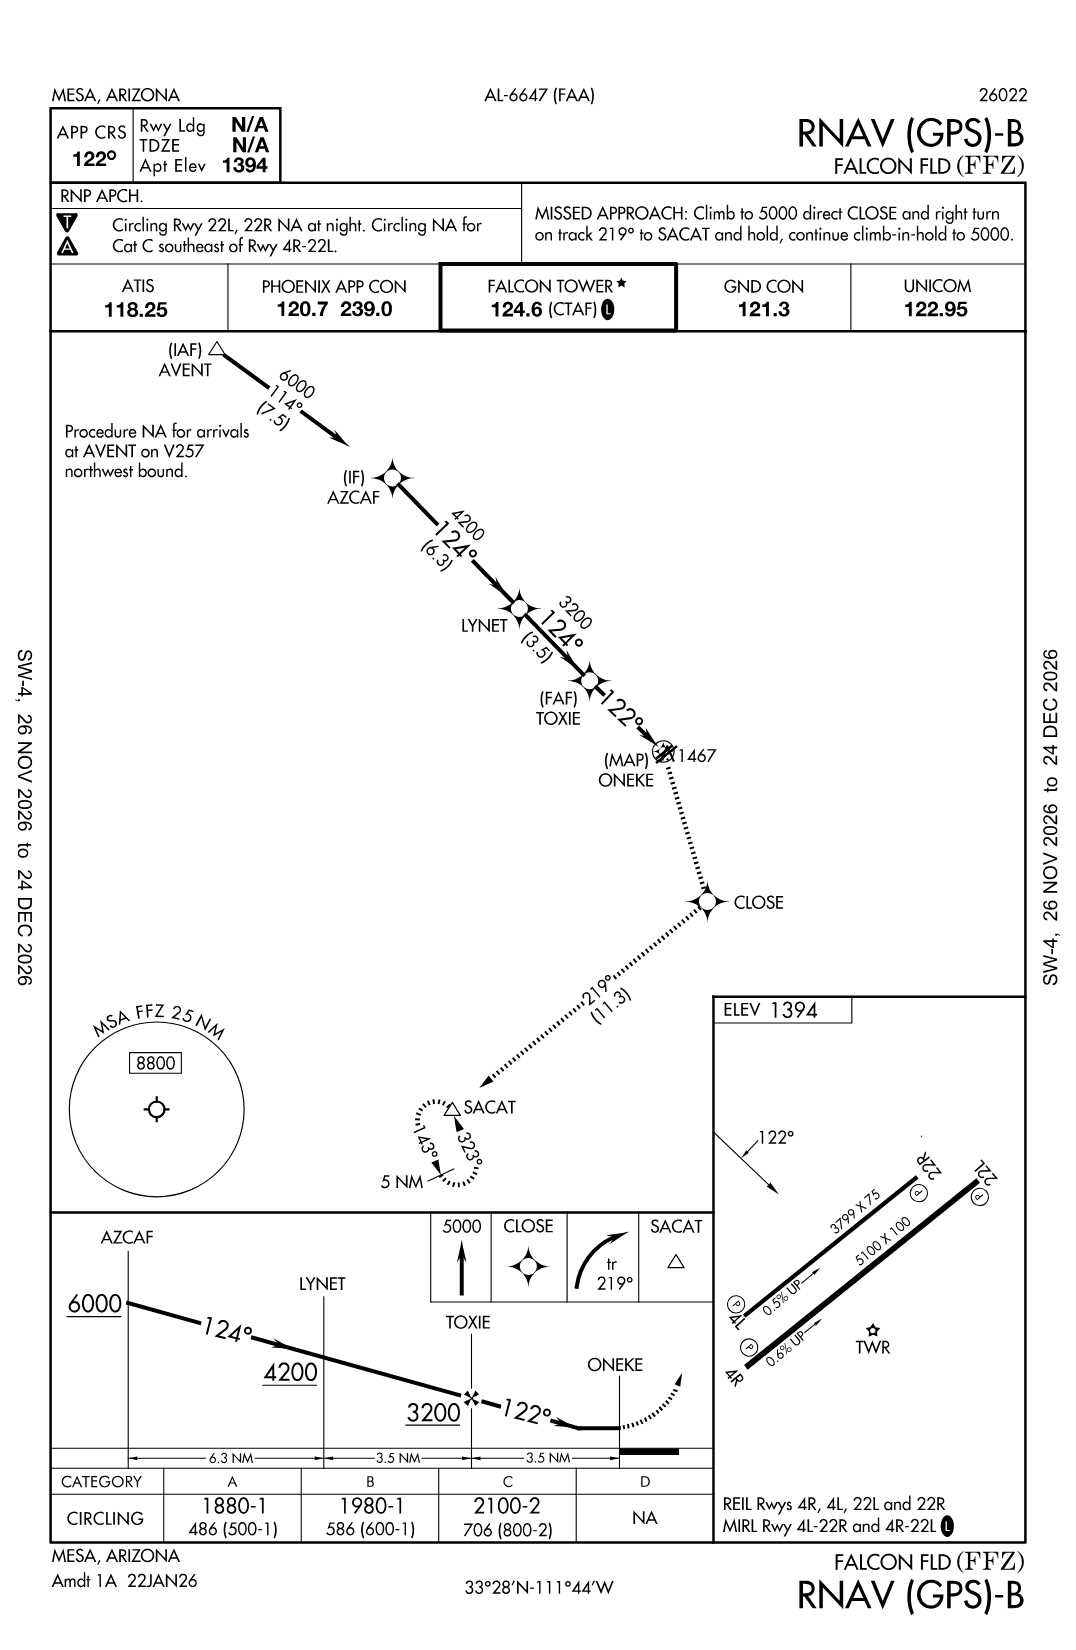 MESA, ARIZONA
AL-6647 (FAA)
26022
APP CRS
122°
Rwy Ldg N/A
TDZE N/A
Apt Elev 1394
RNAV (GPS)-B
FALCON FLD (FFZ)
RNP APCH.
T
A
Circling Rwy 22L, 22R NA at night. Circling NA for
Cat C southeast of Rwy 4R-22L.
MISSED APPROACH: Climb to 5000 direct CLOSE and right turn
on track 219° to SACAT and hold, continue climb-in-hold to 5000.
ATIS
118.25
PHOENIX APP CON
120.7 239.0
FALCON TOWER
124.6 (CTAF) L
GND CON
121.3
UNICOM
122.95
(IAF)
AVENT
6000
114°
(7.5)
Procedure NA for arrivals
at AVENT on V257
northwest bound.
(IF)
AZCAF
4200
124°
(6.3)
LYNET
3200
124°
(3.5)
(FAF)
TOXIE
122°
(MAP)
ONEKE
1467
CLOSE
219°
(11.3)
SACAT
143°
323°
5 NM
MSA FFZ 25 NM
8800
SW-4, 26 NOV 2026 to 24 DEC 2026
SW-4, 26 NOV 2026 to 24 DEC 2026
ELEV 1394
122°
22R
22L
P
P
3799 X 75
5100 X 100
P
4L
0.5% UP
P
4R
0.6% UP
TWR
REIL Rwys 4R, 4L, 22L and 22R
MIRL Rwy 4L-22R and 4R-22L L
AZCAF
6000
124°
LYNET
4200
TOXIE
3200
122°
ONEKE
5000
CLOSE
tr
219°
SACAT
6.3 NM
3.5 NM
3.5 NM
CATEGORY A B C D
CIRCLING
1880-1
486 (500-1)
1980-1
586 (600-1)
2100-2
706 (800-2)
NA
MESA, ARIZONA
Amdt 1A 22JAN26
33°28'N-111°44'W
FALCON FLD (FFZ)
RNAV (GPS)-B